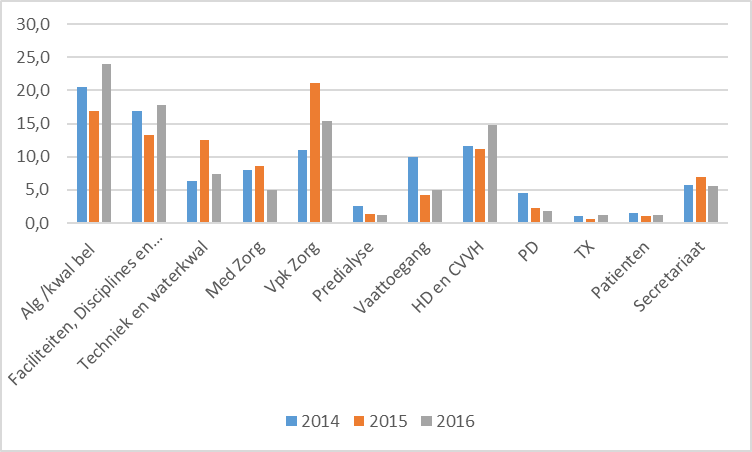 30,0
25,0
20,0
15,0
10,0
5,0
0,0
Alg /kwal bel
Faciliteiten, Disciplines en...
Techniek en waterkwal
Med Zorg
Vpk Zorg
Predialyse
Vaattoegang
HD en CVVH
PD
TX
Patienten
Secretariaat
2014 2015 2016